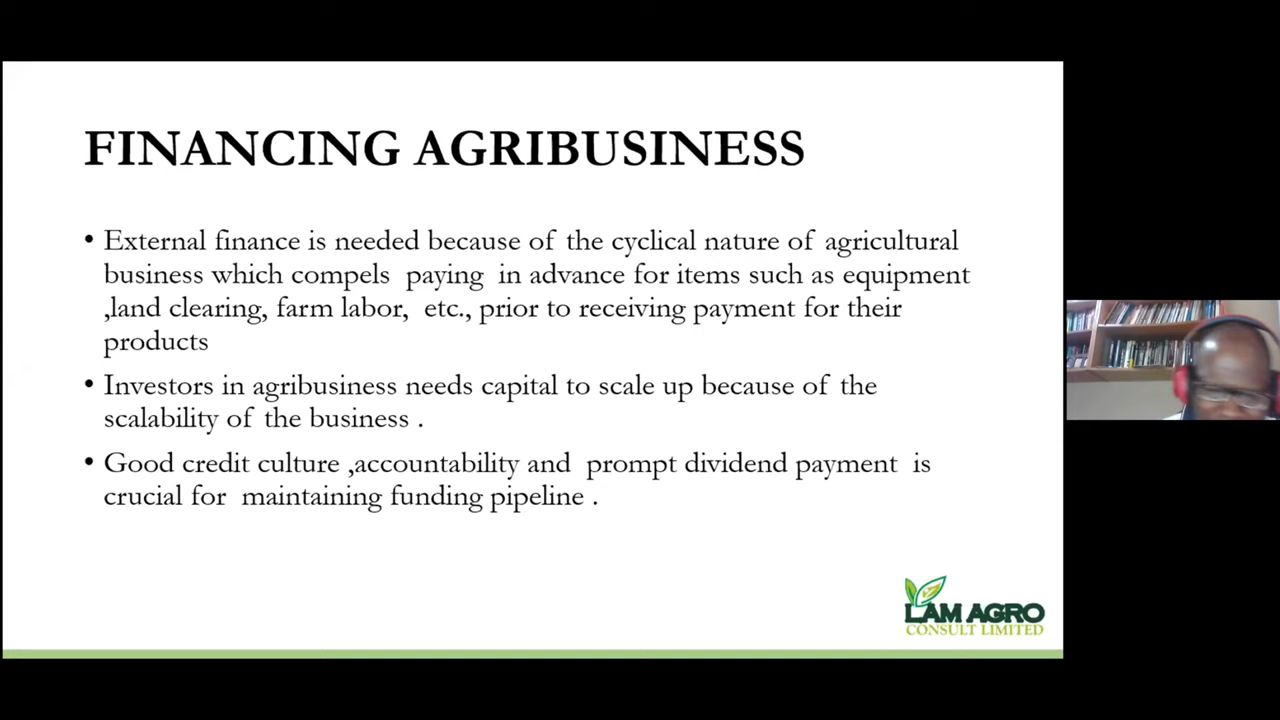 FINANCING AGRIBUSINESS
• External finance is needed because of the cyclical nature of agricultural
business which compels paying in advance for items such as equipment
,land clearing, farm labor, etc., prior to receiving payment for their
products
• Investors in agribusiness needs capital to scale up because of the
scalability of the business .
• Good credit culture ,accountability and prompt dividend payment is
crucial for maintaining funding pipeline .
LAM AGRO
CONSULT LIMITED